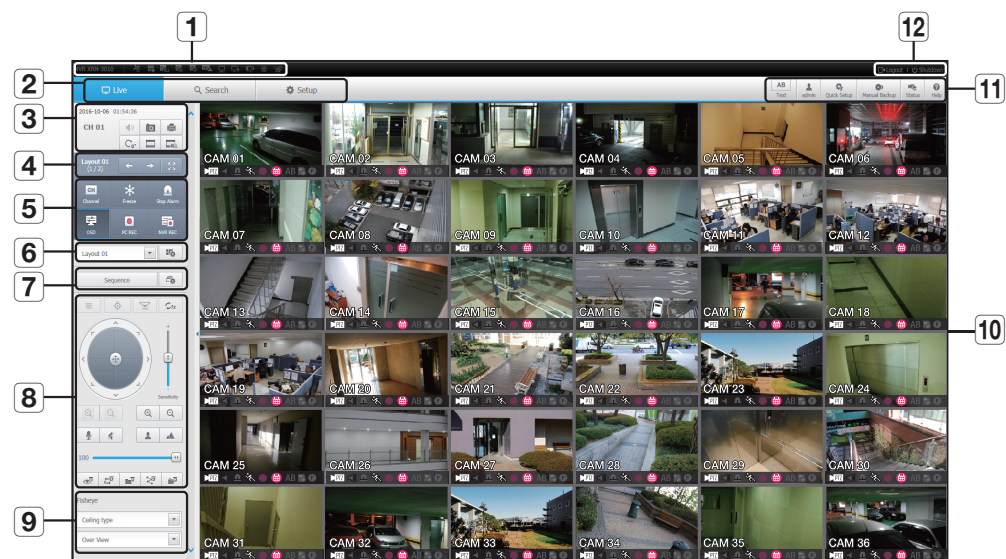 1
12
NVR XRN-2010
Logout | Shutdown
2
Live
Search
Setup
AB
Text
admin
Quick Setup
Manual Backup
Status
Help
11
3
2016-10-06 01:54:36
CH 01
4
Layout 01
(1 / 2)
5
CH
Channel
Freeze
Stop Alarm
OSD
PC REC
NVR REC
6
Layout 01
7
Sequence
8
Sensitivity
100
9
Fisheye
Ceiling type
Over View
10
CAM 01
CAM 02
CAM 03
CAM 04
CAM 05
CAM 06
CAM 07
CAM 08
CAM 09
CAM 10
CAM 11
CAM 12
CAM 13
CAM 14
CAM 15
CAM 16
CAM 17
CAM 18
CAM 19
CAM 20
CAM 21
CAM 22
CAM 23
CAM 24
CAM 25
CAM 26
CAM 27
CAM 28
CAM 29
CAM 30
CAM 31
CAM 32
CAM 33
CAM 34
CAM 35
CAM 36